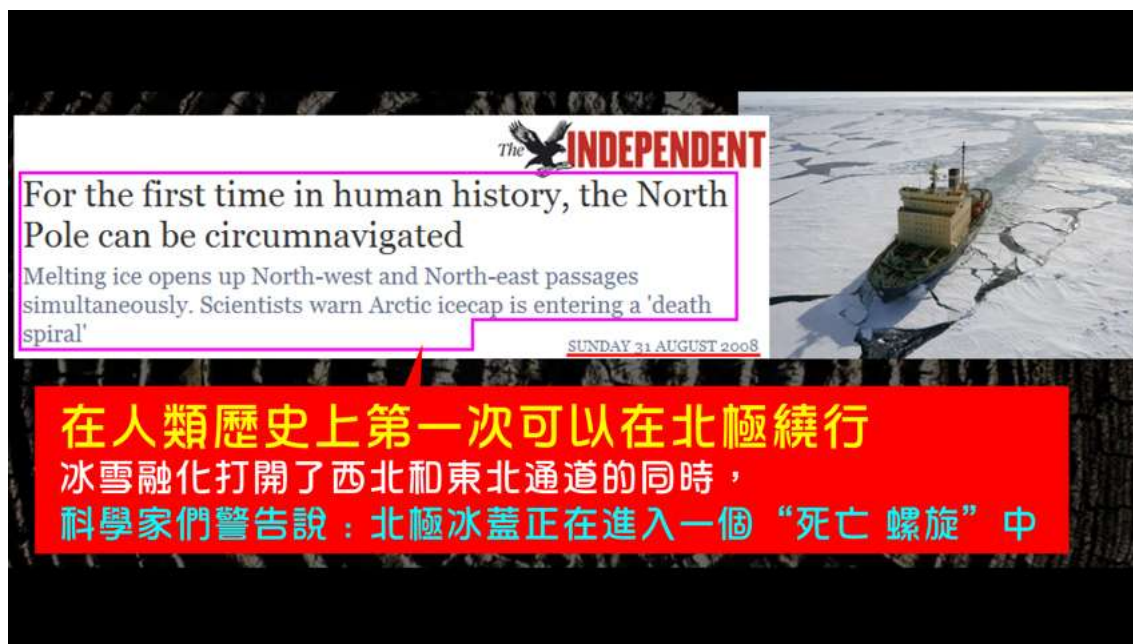 The INDEPENDENT
For the first time in human history, the North
Pole can be circumnavigated
Melting ice opens up North-west and North-east passages
simultaneously. Scientists warn Arctic icecap is entering a 'death
spiral'
SUNDAY 31 AUGUST 2008
在人類歷史上第一次可以在北極繞行
冰雪融化打開了西北和東北通道的同時，
科學家們警告說：北極冰蓋正在進入一個“死亡 螺旋”中